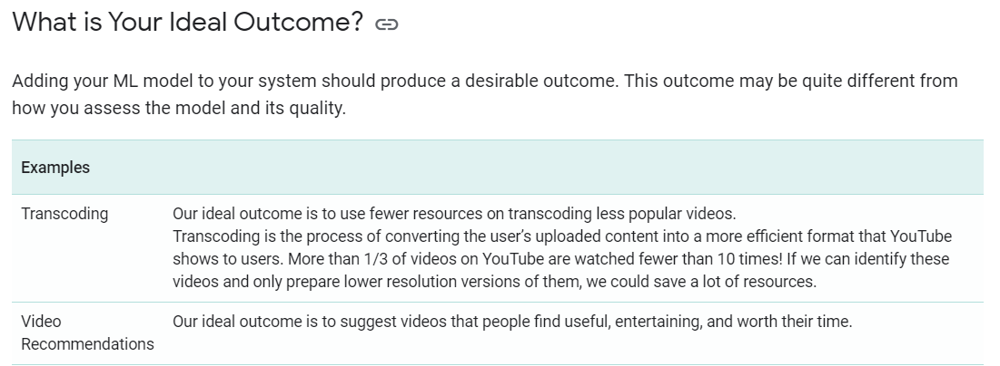 What is Your Ideal Outcome?
Adding your ML model to your system should produce a desirable outcome. This outcome may be quite different from
how you assess the model and its quality.
Examples
Transcoding
Our ideal outcome is to use fewer resources on transcoding less popular videos.
Transcoding is the process of converting the user's uploaded content into a more efficient format that YouTube
shows to users. More than 1/3 of videos on YouTube are watched fewer than 10 times! If we can identify these
videos and only prepare lower resolution versions of them, we could save a lot of resources.
Video
Recommendations
Our ideal outcome is to suggest videos that people find useful, entertaining, and worth their time.